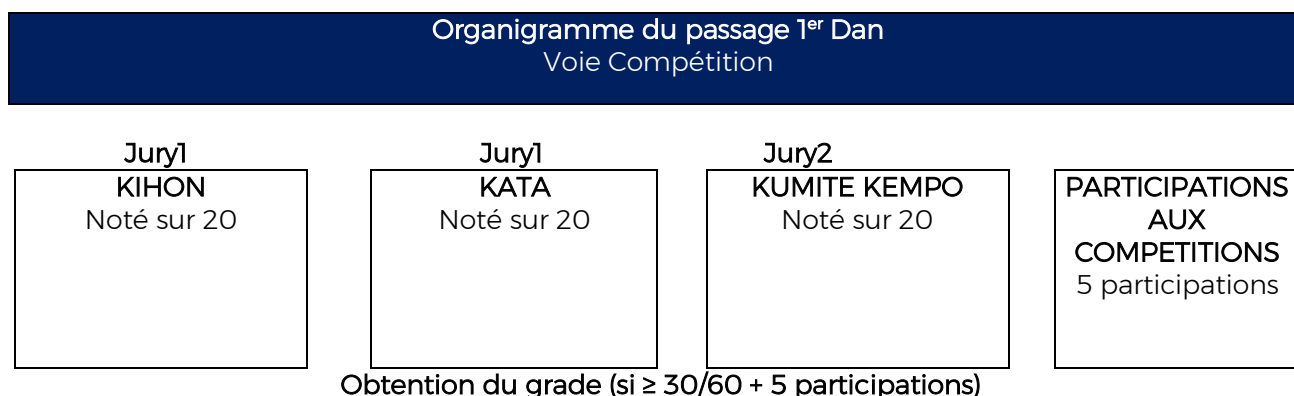 Organigramme du passage 1er Dan
Voie Compétition
Jury1
KIHON
Noté sur 20
Jury1
KATA
Noté sur 20
Jury2
KUMITE KEMPO
Noté sur 20
PARTICIPATIONS
AUX
COMPETITIONS
5 participations
Obtention du grade (si ≥ 30/60 + 5 participations)